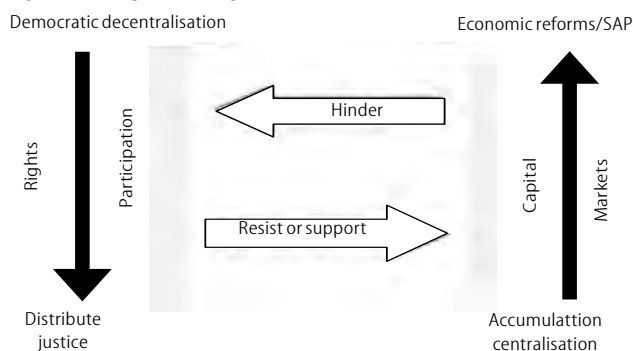 Democratic decentralisation
Economic reforms/SAP
Hinder
Rights
Participation
Capital
Markets
Resist or support
Distribute
justice
Accumulattion
centralisation